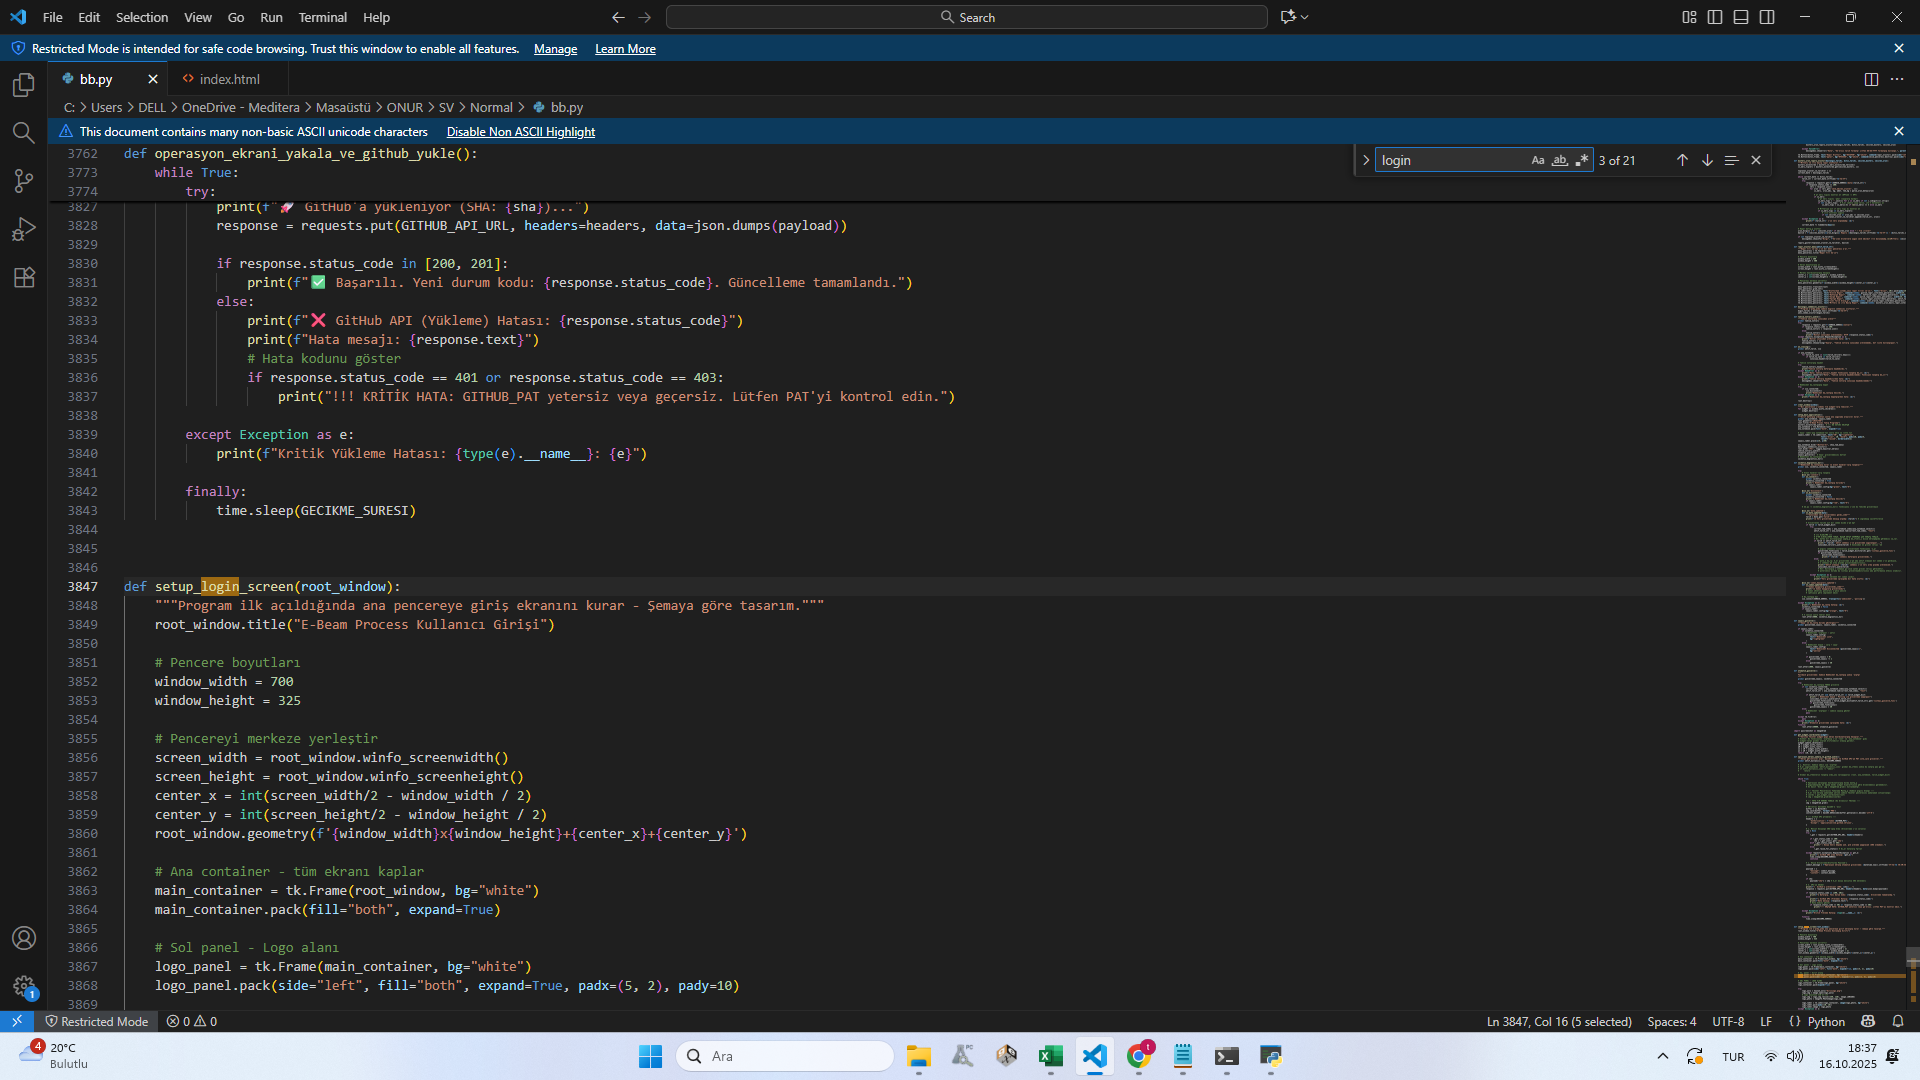 File Edit Selection View Go Run Terminal Help
Search
Restricted Mode is intended for safe code browsing. Trust this window to enable all features. Manage Learn More
bb.py
index.html
C: > Users > DELL > OneDrive - Meditera > Masaüstü > ONUR > SV > Normal > bb.py
This document contains many non-basic ASCII unicode characters Disable Non ASCII Highlight
login
Aa ab 3 of 21
3762 def operasyon_ekrani_yakala_ve_github_yukle():
3773 while True:
3774 try:
3827 print(f"🚀 GitHub'a yükleniyor (SHA: {sha})...")
3828 response = requests.put(GITHUB_API_URL, headers=headers, data=json.dumps(payload))
3829
3830 if response.status_code in [200, 201]:
3831 print(f"✅ Başarılı. Yeni durum kodu: {response.status_code}. Güncelleme tamamlandı.")
3832 else:
3833 print(f"❌ GitHub API (Yükleme) Hatası: {response.status_code}")
3834 print(f"Hata mesajı: {response.text}")
3835 # Hata kodunu göster
3836 if response.status_code == 401 or response.status_code == 403:
3837 print("!!! KRİTİK HATA: GITHUB_PAT yetersiz veya geçersiz. Lütfen PAT'yi kontrol edin.")
3838
3839 except Exception as e:
3840 print(f"Kritik Yükleme Hatası: {type(e).__name__}: {e}")
3841
3842 finally:
3843 time.sleep(GECIKME_SURESI)
3844
3845
3846
3847 def setup_login_screen(root_window):
3848 """Program ilk açıldığında ana pencereye giriş ekranını kurar - Şemaya göre tasarım."""
3849 root_window.title("E-Beam Process Kullanıcı Girişi")
3850
3851 # Pencere boyutları
3852 window_width = 700
3853 window_height = 325
3854
3855 # Pencereyi merkeze yerleştir
3856 screen_width = root_window.winfo_screenwidth()
3857 screen_height = root_window.winfo_screenheight()
3858 center_x = int(screen_width/2 - window_width / 2)
3859 center_y = int(screen_height/2 - window_height / 2)
3860 root_window.geometry(f'{window_width}x{window_height}+{center_x}+{center_y}')
3861
3862 # Ana container - tüm ekranı kaplar
3863 main_container = tk.Frame(root_window, bg="white")
3864 main_container.pack(fill="both", expand=True)
3865
3866 # Sol panel - Logo alanı
3867 logo_panel = tk.Frame(main_container, bg="white")
3868 logo_panel.pack(side="left", fill="both", expand=True, padx=(5, 2), pady=10)
3869
1
Restricted Mode 0 0 Ln 3847, Col 16 (5 selected) Spaces: 4 UTF-8 LF {} Python
4 20°C
Bulutlu
Ara
t
TUR
18:37
16.10.2025